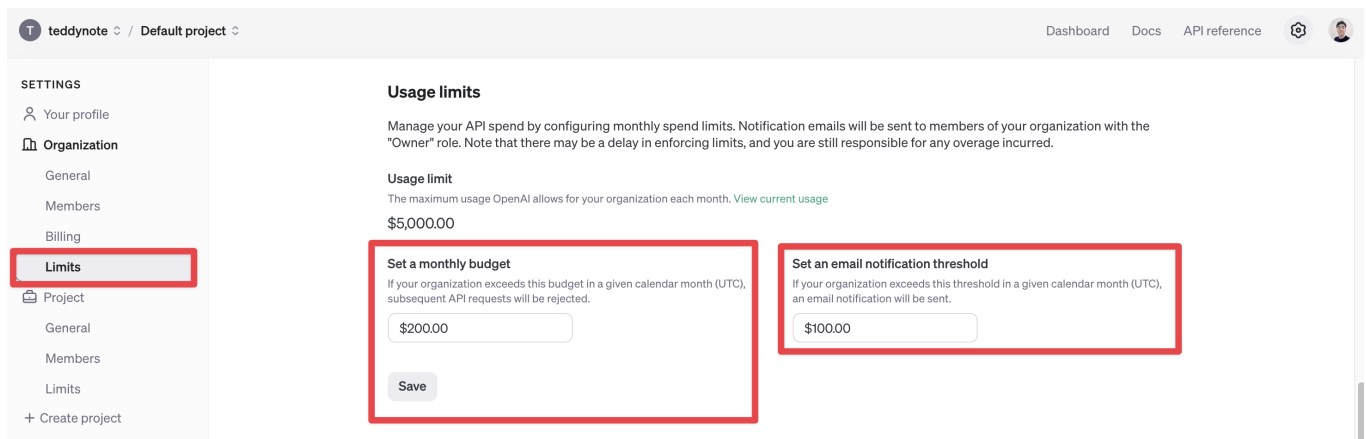 T teddynote / Default project
Dashboard Docs API reference
SETTINGS
Your profile
Organization
General
Members
Billing
Limits
Project
General
Members
Limits
+ Create project
Usage limits
Manage your API spend by configuring monthly spend limits. Notification emails will be sent to members of your organization with the
"Owner" role. Note that there may be a delay in enforcing limits, and you are still responsible for any overage incurred.
Usage limit
The maximum usage OpenAI allows for your organization each month. View current usage
$5,000.00
Set a monthly budget
If your organization exceeds this budget in a given calendar month (UTC),
subsequent API requests will be rejected.
$200.00
Save
Set an email notification threshold
If your organization exceeds this threshold in a given calendar month (UTC),
an email notification will be sent.
$100.00